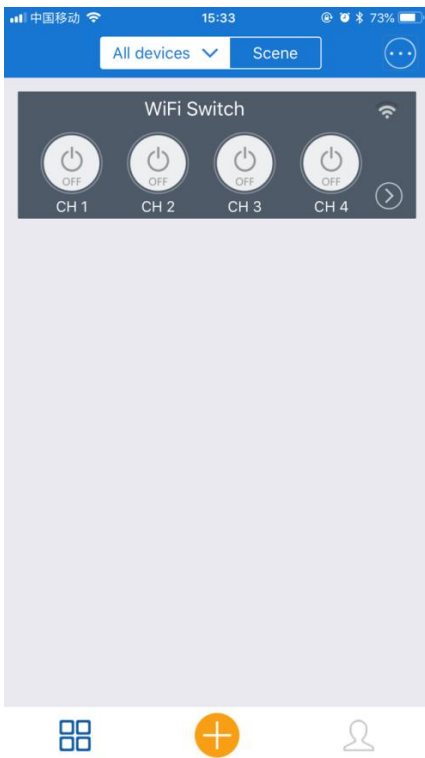 中国移动 15:33 73%
All devices Scene
WiFi Switch
OFF OFF OFF OFF
CH 1 CH 2 CH 3 CH 4